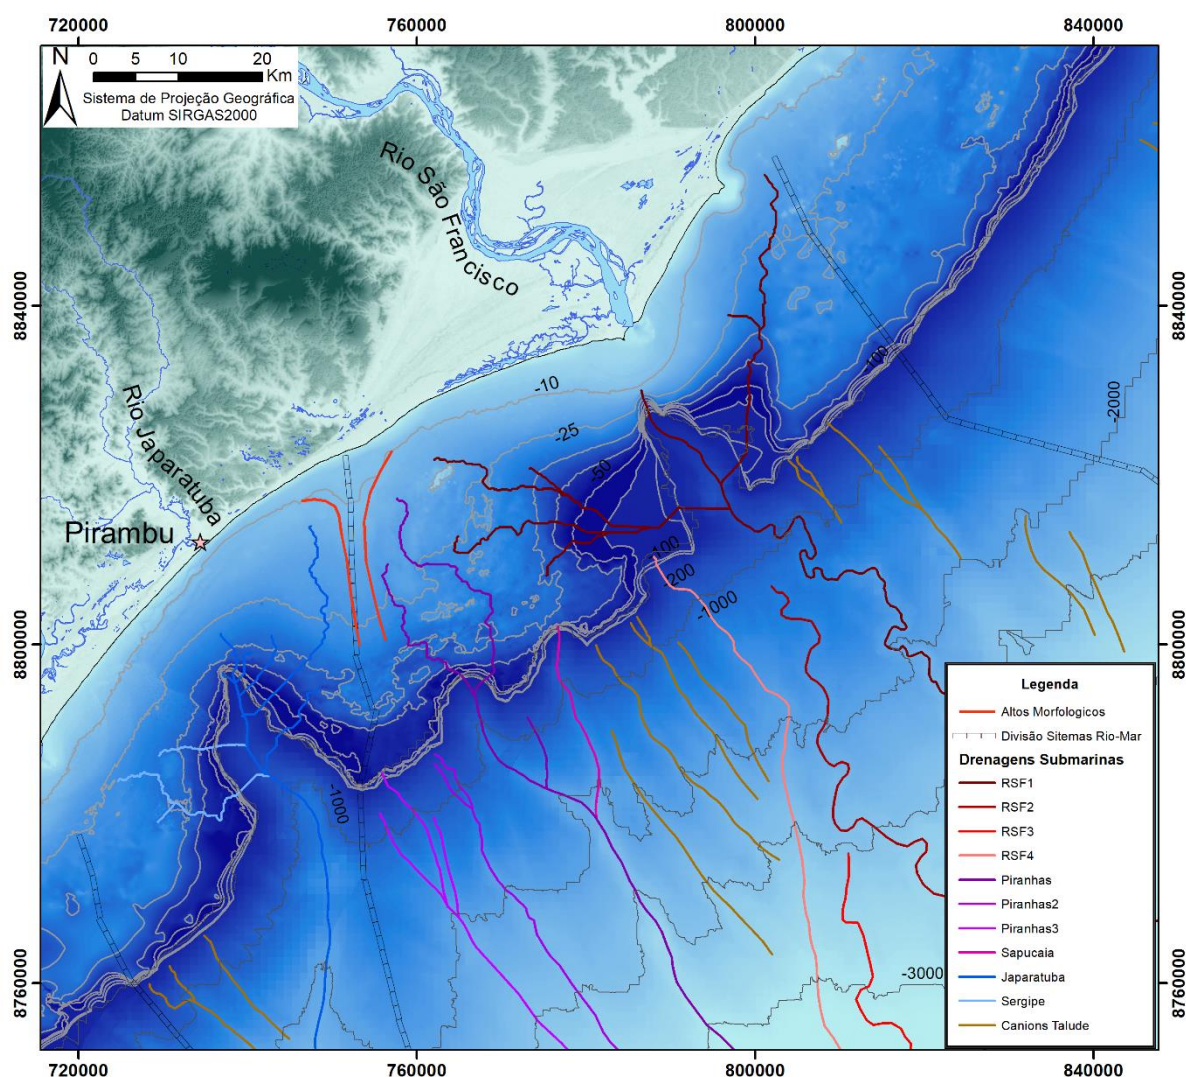 720000
760000
800000
840000
N
0 5 10 20
Km
Sistema de Projeção Geográfica
Datum SIRGAS2000
Rio São Francisco
8840000
8840000
-100
-10
-2000
Rio Japaratuba
-25
-50
Pirambu
-100
-200
-1000
8800000
8800000
Legenda
Altos Morfologicos
Divisão Sitemas Rio-Mar
Drenagens Submarinas
RSF1
-1000
RSF2
RSF3
RSF4
Piranhas
Piranhas2
Piranhas3
Sapucaia
Japaratuba
-3000
8760000
8760000
Sergipe
Canions Talude
720000
760000
800000
840000